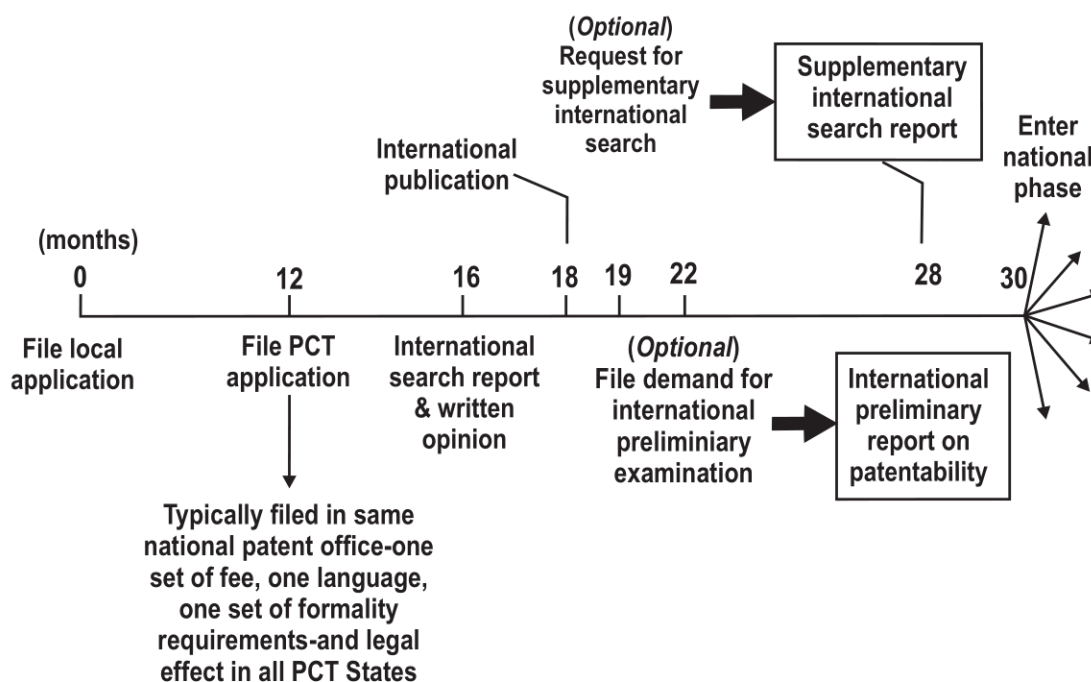 (Optional)
Request for
supplementary
international
search
Supplementary
international
search report
Enter
national
phase
International
publication
(months)
0
12
16
18
19
22
28
30
File local
application
File PCT
application
International
search report
& written
opinion
(Optional)
File demand for
international
preliminiary
examination
International
preliminary
report on
patentability
Typically filed in same
national patent office-one
set of fee, one language,
one set of formality
requirements-and legal
effect in all PCT States